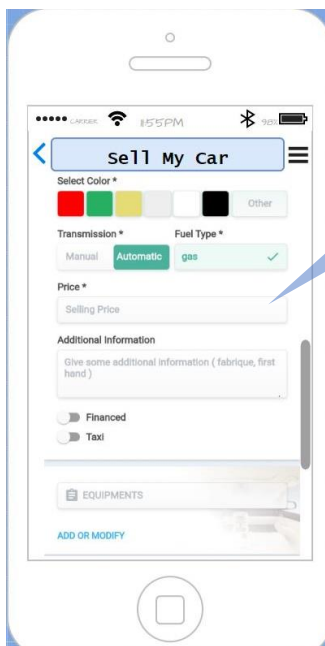 CARRIER 11:55PM
Sell My Car
Select Color *
Other
Transmission * Fuel Type *
Manual Automatic gas
Price *
Selling Price
Additional Information
Give some additional information ( fabrique, first
hand )
Financed
Taxi
EQUIPMENTS
ADD OR MODIFY